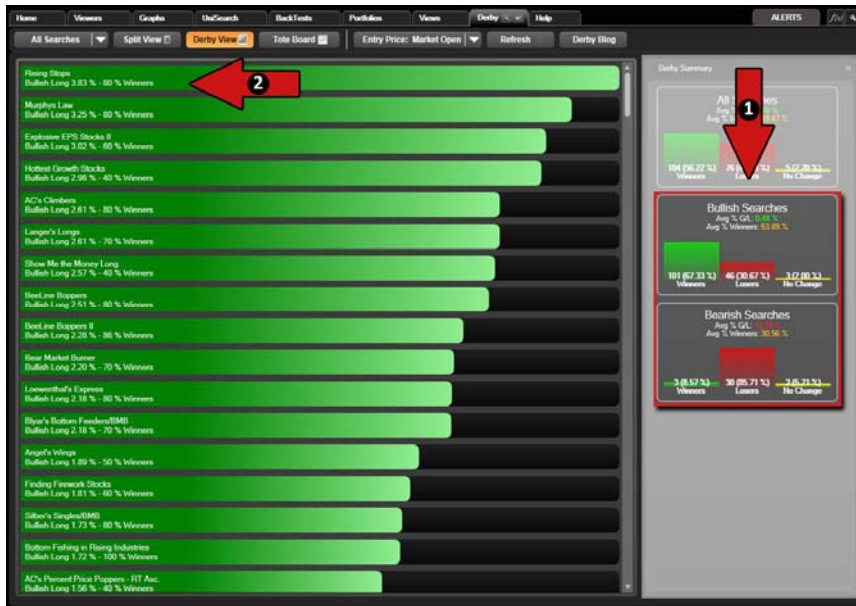 Home Viewers Graphs UniSearch BackTests Portfolios Views Derby Help ALERTS
All Searches Split View Derby View Tote Board Entry Price: Market Open Refresh Derby Blog
Rising Stops
Bullish Long 3.83 % - 80 % Winners
2
Murphys Law
Bullish Long 3.25 % - 80 % Winners
Explosive EPS Stocks II
Bullish Long 3.02 % - 60 % Winners
Hottest Growth Stocks
Bullish Long 2.98 % - 40 % Winners
AC's Climbers
Bullish Long 2.61 % - 80 % Winners
Langer's Longs
Bullish Long 2.61 % - 70 % Winners
Show Me the Money Long
Bullish Long 2.57 % - 40 % Winners
BeeLine Boppers
Bullish Long 2.51 % - 80 % Winners
BeeLine Boppers II
Bullish Long 2.28 % - 86 % Winners
Bear Market Burner
Bullish Long 2.20 % - 70 % Winners
Loewenthal's Express
Bullish Long 2.18 % - 80 % Winners
Blyar's Bottom Feeders/BMB
Bullish Long 2.18 % - 70 % Winners
Angel's Wings
Bullish Long 1.89 % - 50 % Winners
Finding Firework Stocks
Bullish Long 1.81 % - 60 % Winners
Silber's Singles/BMB
Bullish Long 1.73 % - 80 % Winners
Bottom Fishing in Rising Industries
Bullish Long 1.72 % - 100 % Winners
AC's Percent Price Poppers - RT Aac.
Bullish Long 1.56 % - 40 % Winners
Derby Summary
1
Winners Losers No Change
Bullish Searches
Avg % G/L: 0.48 %
Avg % Winners: 53.89 %
101 (67.33 %) 46 (30.67 %) 3 (2.00 %)
Winners Losers No Change
Bearish Searches
Avg % G/L:
Avg % Winners: 30.56 %
3 (8.57 %) 30 (85.71 %) 2 (5.71 %)
Winners Losers No Change